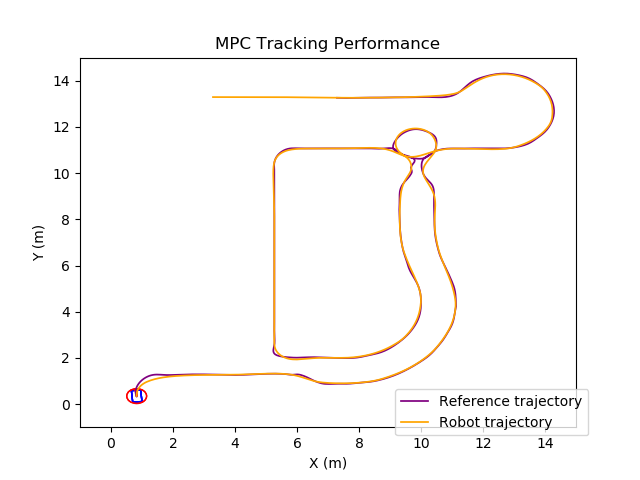 MPC Tracking Performance
14
12
10
8
6
4
2
0
Y (m)
0 2 4 6 8 10 12 14
X (m)
Reference trajectory
Robot trajectory